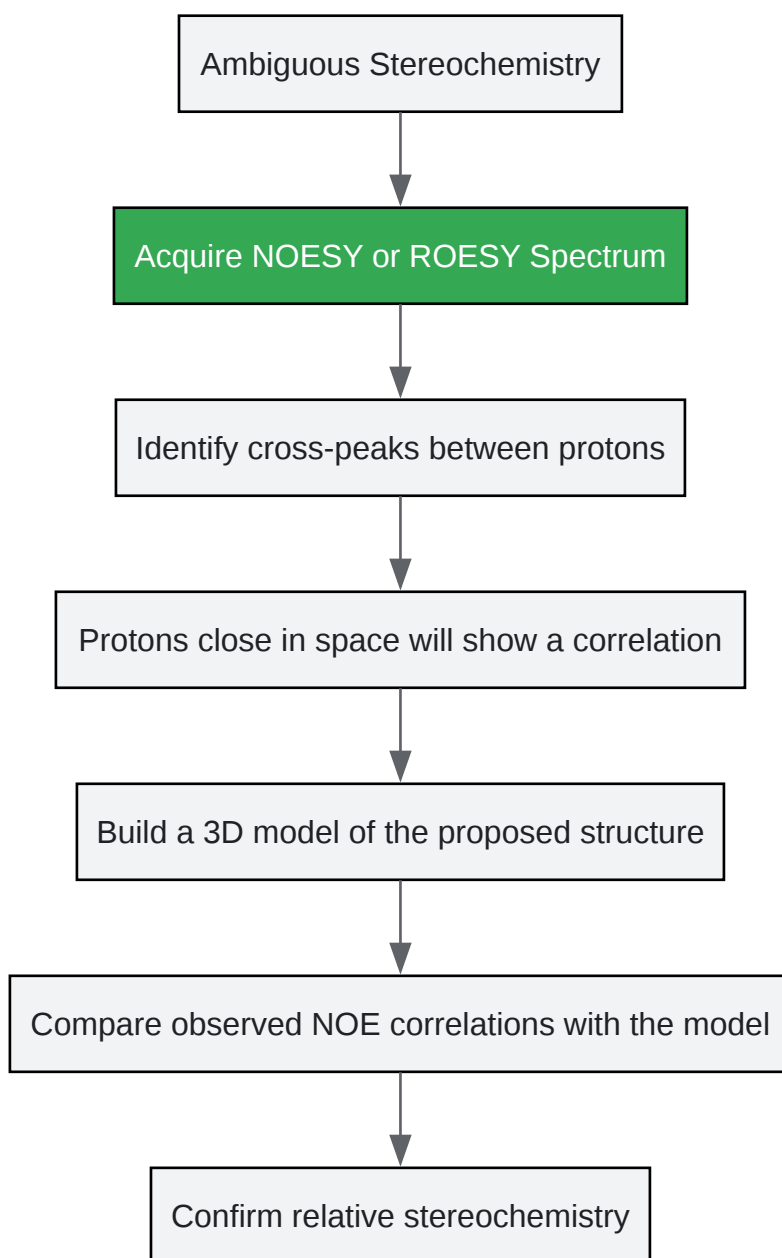 Ambiguous Stereochemistry
Acquire NOESY or ROESY Spectrum
Identify cross-peaks between protons
Protons close in space will show a correlation
Build a 3D model of the proposed structure
Compare observed NOE correlations with the model
Confirm relative stereochemistry